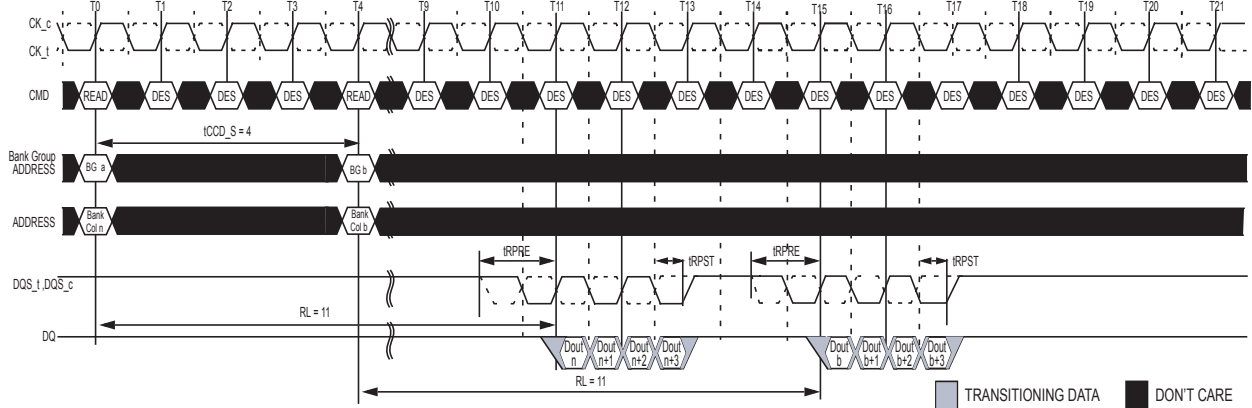 T0 T1 T2 T3 T4 T9 T10 T11 T12 T13 T14 T15 T16 T17 T18 T19 T20 T21
CK_c
CK_t
CMD READ DES DES DES READ DES DES DES DES DES DES DES DES DES DES DES DES DES
tCCD_S = 4
Bank Group
ADDRESS
BG a
BG b
ADDRESS
Bank
Col n
Bank
Col b
tRPRE
tRPST
tRPRE
tRPST
DQS_t ,DQS_c
RL = 11
DQ
Dout
n
Dout
n+1
Dout
n+2
Dout
n+3
Dout
b
Dout
b+1
Dout
b+2
Dout
b+3
RL = 11
TRANSITIONING DATA
DON'T CARE